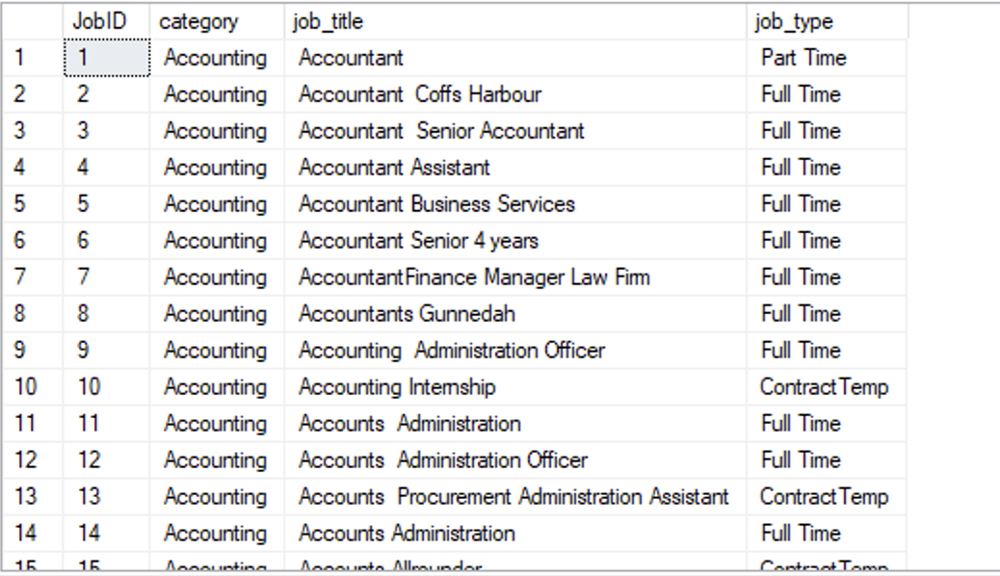 JobID category job_title job_type
1 1 Accounting Accountant Part Time
2 2 Accounting Accountant  Coffs Harbour Full Time
3 3 Accounting Accountant  Senior Accountant Full Time
4 4 Accounting Accountant Assistant Full Time
5 5 Accounting Accountant Business Services Full Time
6 6 Accounting Accountant Senior 4 years Full Time
7 7 Accounting AccountantFinance Manager Law Firm Full Time
8 8 Accounting Accountants Gunnedah Full Time
9 9 Accounting Accounting  Administration Officer Full Time
10 10 Accounting Accounting Internship ContractTemp
11 11 Accounting Accounts  Administration Full Time
12 12 Accounting Accounts  Administration Officer Full Time
13 13 Accounting Accounts  Procurement Administration Assistant ContractTemp
14 14 Accounting Accounts Administration Full Time
15 15 Accounting Accounts Allrounder ContractTemp